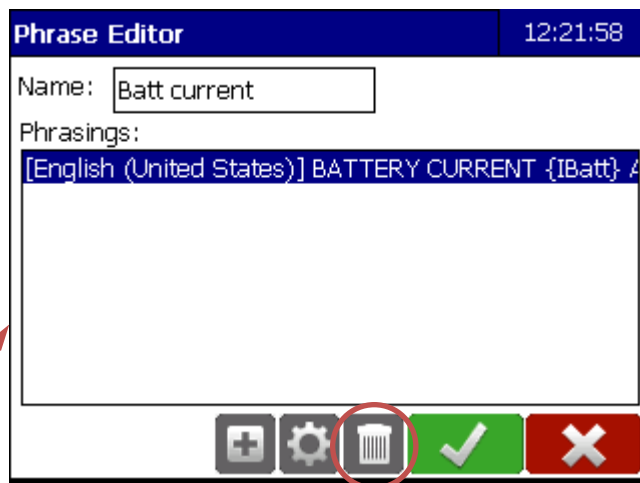 Phrase Editor 12:21:58
Name: Batt current
Phrasings:
[English (United States)] BATTERY CURRENT {IBatt}